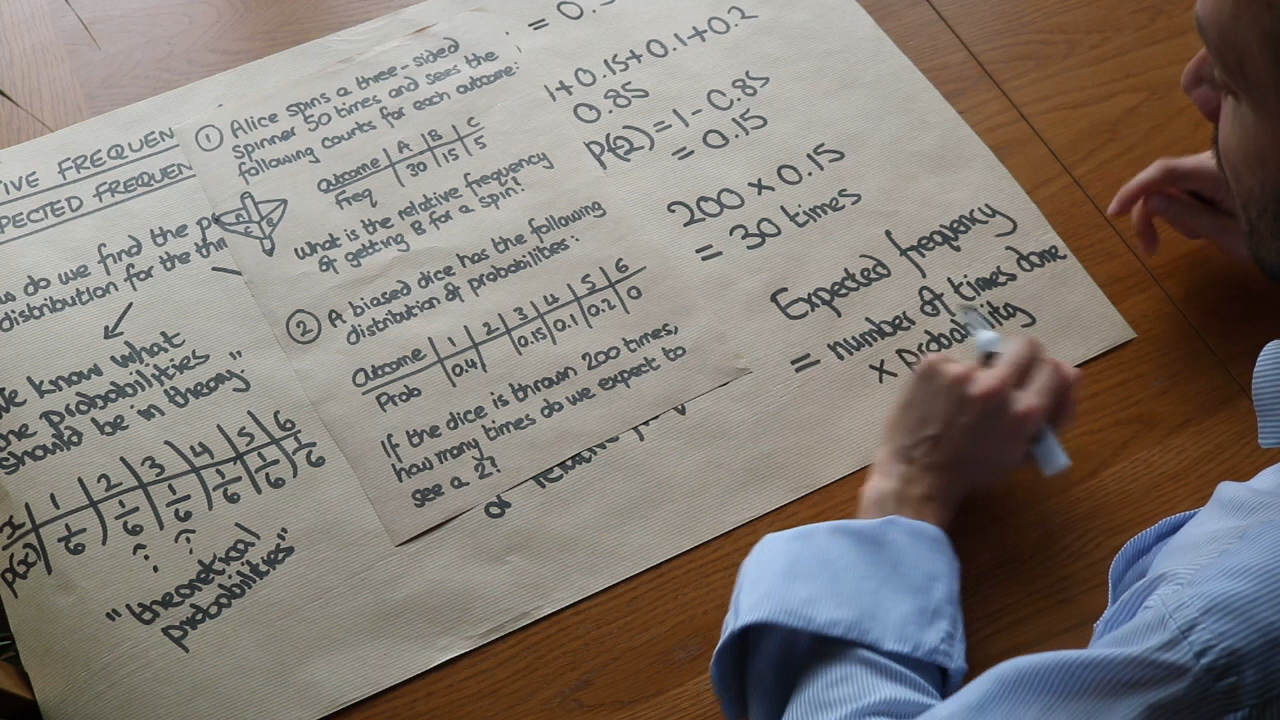 TIVE FREQUEN
PECTED FREQUEN
do we find the
distribution for the
we know what
the probabilities
should be in theory."
x | 1 | 2 | 3 | 4 | 5 | 6
P(x) | 1/6 | 1/6 | 1/6 | 1/6 | 1/6 | 1/6
"theoretical
probabilities"
① Alice spins a three-sided
spinner 50 times and sees the
following counts for each outcome:
Outcome | A | B | C
freq | 30 | 15 | 5
What is the relative frequency
of getting B for a spin?
② A biased dice has the following
distribution of probabilities:
Outcome | 1 | 2 | 3 | 4 | 5 | 6
Prob | 0.4 | | 0.15 | 0.1 | 0.2 | 0
If the dice is thrown 200 times,
how many times do we expect to
see a 2?
or
1+0.15+0.1+0.2
0.85
P(2) = 1-0.85
= 0.15
200 × 0.15
= 30 times
Expected frequency
= number of times done
× probability